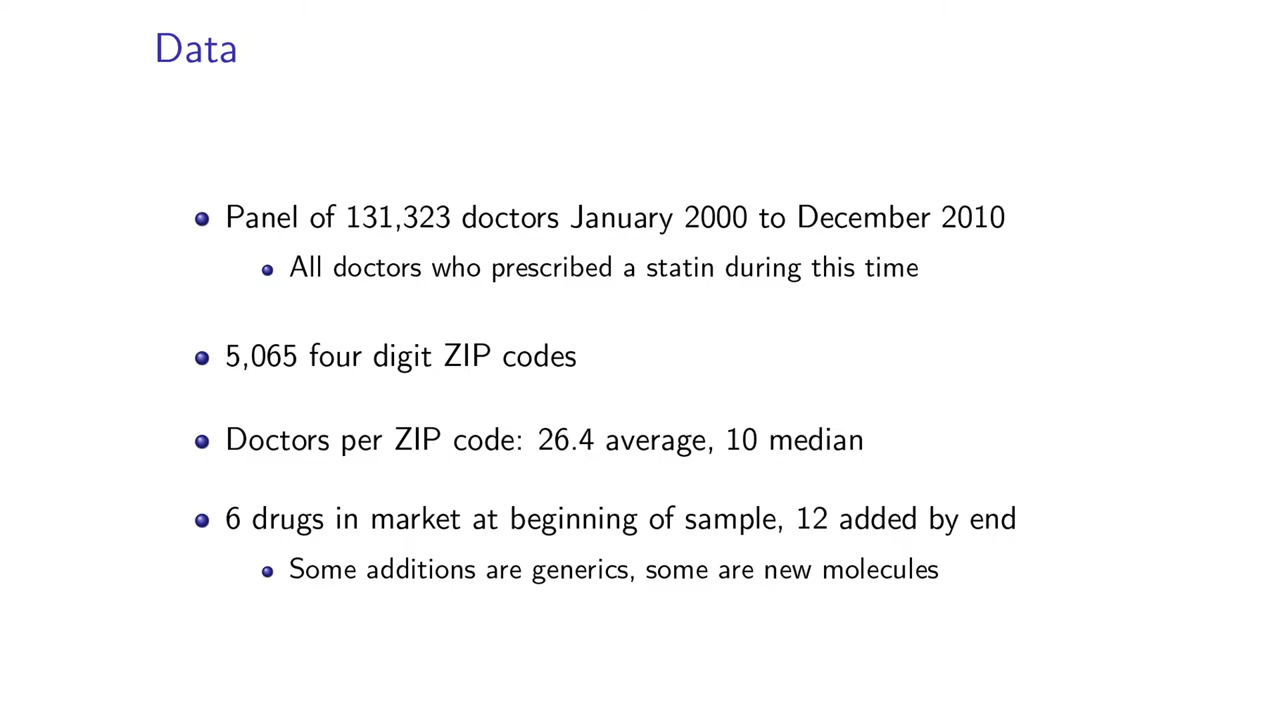 Data
Panel of 131,323 doctors January 2000 to December 2010
All doctors who prescribed a statin during this time
5,065 four digit ZIP codes
Doctors per ZIP code: 26.4 average, 10 median
6 drugs in market at beginning of sample, 12 added by end
Some additions are generics, some are new molecules